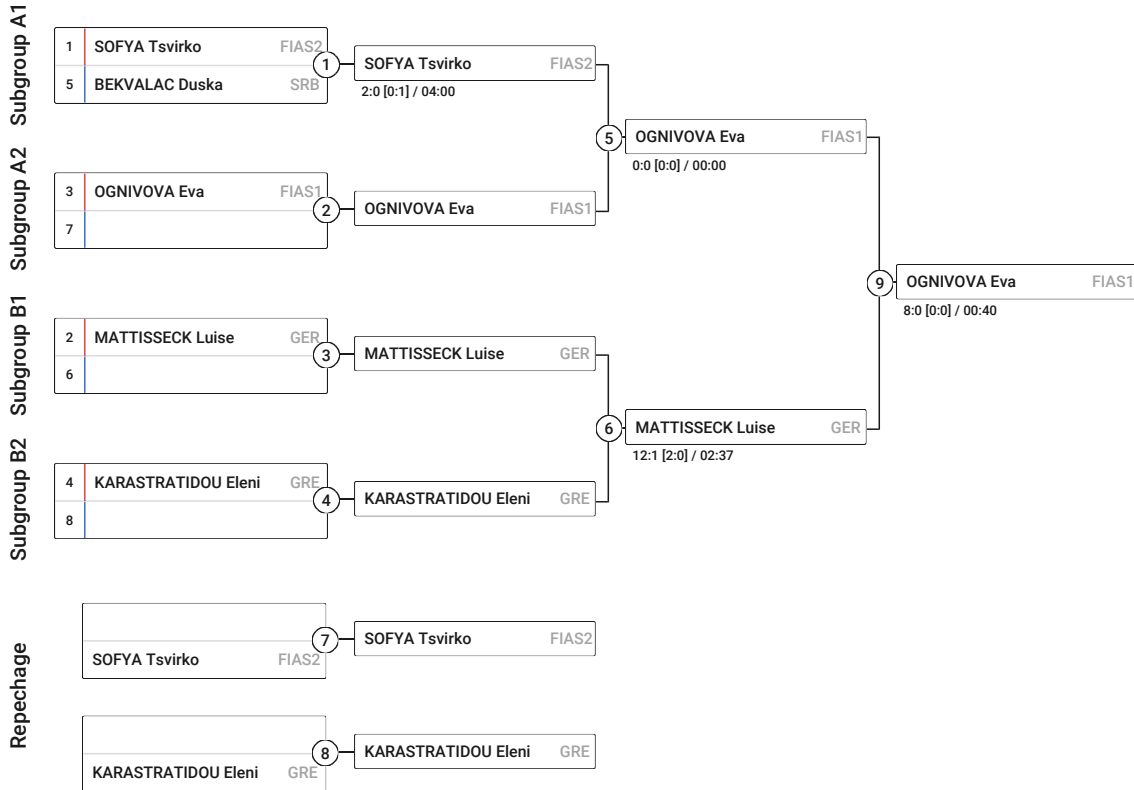 Subgroup A1
1 SOFYA Tsvirko FIAS2
5 BEKVALAC Duska SRB
1
SOFYA Tsvirko FIAS2
2:0 [0:1] / 04:00
Subgroup A2
3 OGNIVOVA Eva FIAS1
7
2
OGNIVOVA Eva FIAS1
5
OGNIVOVA Eva FIAS1
0:0 [0:0] / 00:00
Subgroup B1
2 MATTISSECK Luise GER
6
3
MATTISSECK Luise GER
Subgroup B2
4 KARASTRATIDOU Eleni GRE
8
4
KARASTRATIDOU Eleni GRE
6
MATTISSECK Luise GER
12:1 [2:0] / 02:37
9
OGNIVOVA Eva FIAS1
8:0 [0:0] / 00:40
Repechage
SOFYA Tsvirko FIAS2
7
SOFYA Tsvirko FIAS2
KARASTRATIDOU Eleni GRE
8
KARASTRATIDOU Eleni GRE